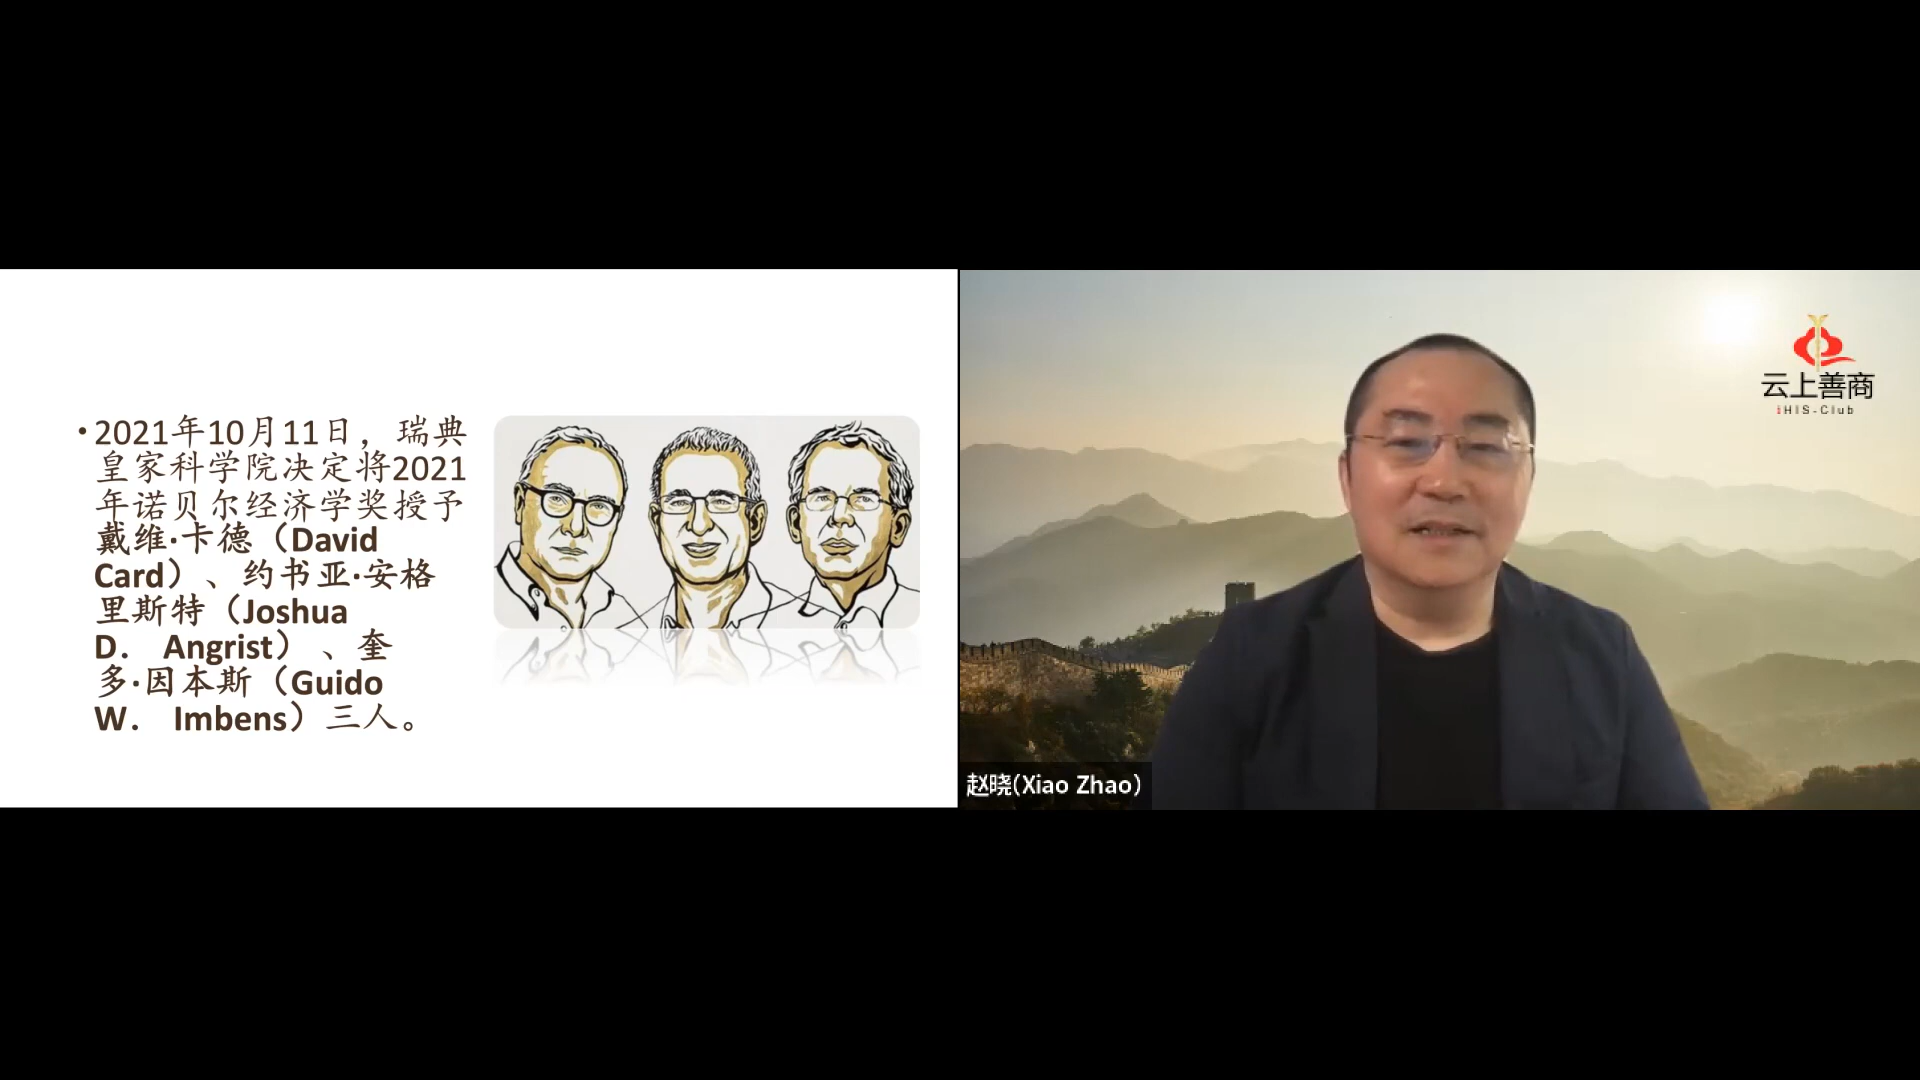 •2021年10月11日，瑞典
皇家科学院决定将2021
年诺贝尔经济学奖授予
戴维·卡德（David
Card）、约书亚·安格
里斯特（Joshua
D． Angrist） 、奎
多·因本斯（Guido
W． Imbens）三人。
云上善商
iHIS-Club
赵晓(Xiao Zhao)